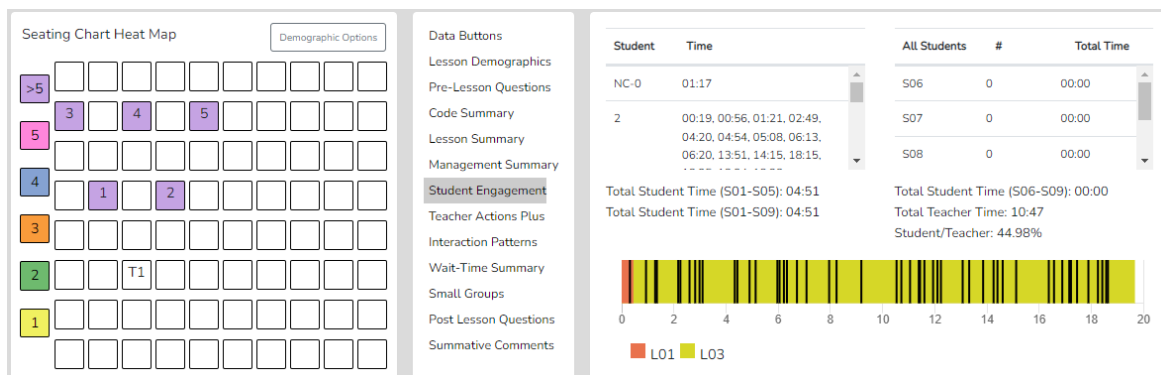 Seating Chart Heat Map
Demographic Options
>5
5
4
3
2
1
3 4 5
1 2
T1
Data Buttons
Lesson Demographics
Pre-Lesson Questions
Code Summary
Lesson Summary
Management Summary
Student Engagement
Teacher Actions Plus
Interaction Patterns
Wait-Time Summary
Small Groups
Post Lesson Questions
Summative Comments
Student Time
NC-0 01:17
2 00:19, 00:56, 01:21, 02:49,
04:20, 04:54, 05:08, 06:13,
06:20, 13:51, 14:15, 18:15,
All Students # Total Time
S06 0 00:00
S07 0 00:00
S08 0 00:00
Total Student Time (S01-S05): 04:51
Total Student Time (S01-S09): 04:51
Total Student Time (S06-S09): 00:00
Total Teacher Time: 10:47
Student/Teacher: 44.98%
0 2 4 6 8 10 12 14 16 18 20
L01 L03